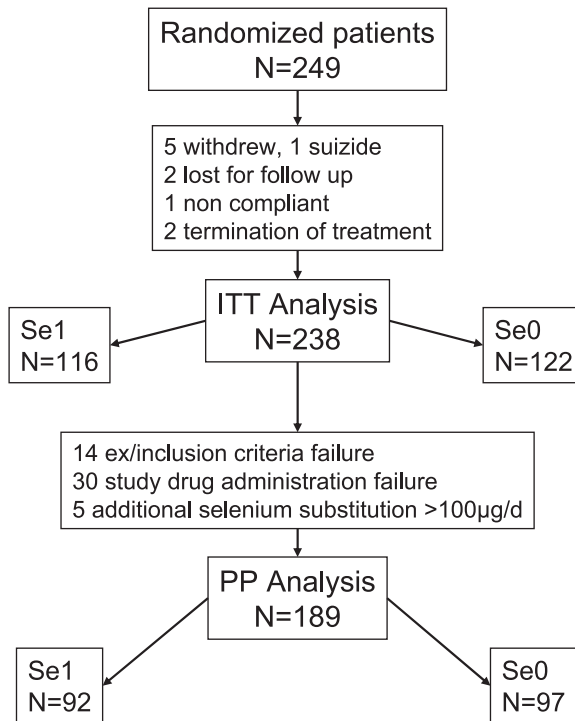 Randomized patients
N=249
5 withdrew, 1 suizide
2 lost for follow up
1 non compliant
2 termination of treatment
ITT Analysis
N=238
Se1
N=116
Se0
N=122
14 ex/inclusion criteria failure
30 study drug administration failure
5 additional selenium substitution >100µg/d
PP Analysis
N=189
Se1
N=92
Se0
N=97